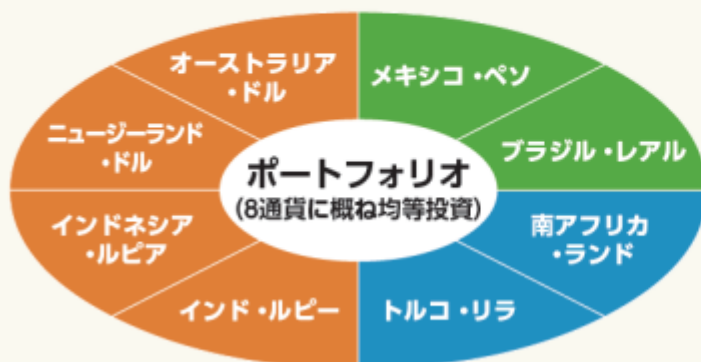 オーストラリア
・ドル
メキシコ・ペソ
ニュージーランド
・ドル
ブラジル・レアル
ポートフォリオ
(8通貨に概ね均等投資)
インドネシア
・ルピア
南アフリカ
・ランド
インド・ルピー
トルコ・リラ